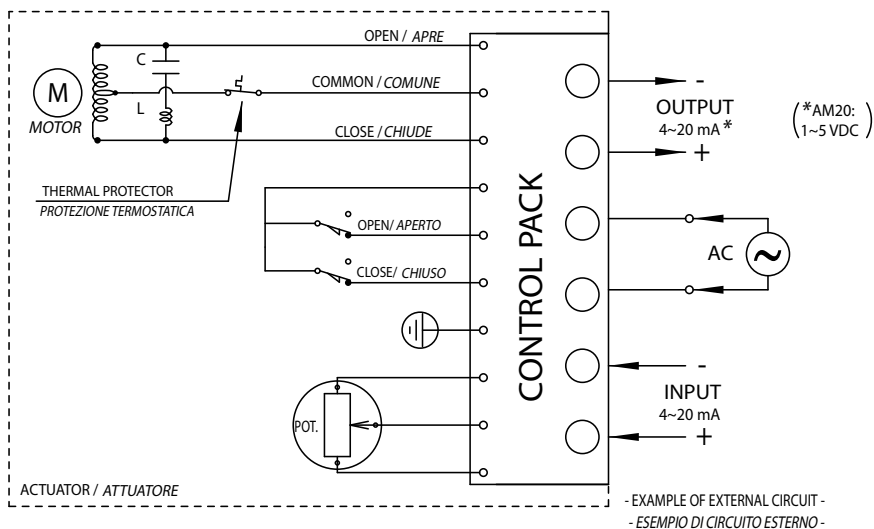 OPEN / APRE
C
M
COMMON / COMUNE
L
MOTOR
CLOSE / CHIUDE
THERMAL PROTECTOR
PROTEZIONE TERMOSTATICA
OPEN/ APERTO
CLOSE/ CHIUSO
POT.
ACTUATOR / ATTUATORE
CONTROL PACK
-
OUTPUT
4~20 mA *
+
(*AM20:
1~5 VDC)
AC
~
-
INPUT
4~20 mA
+
- EXAMPLE OF EXTERNAL CIRCUIT -
- ESEMPIO DI CIRCUITO ESTERNO -